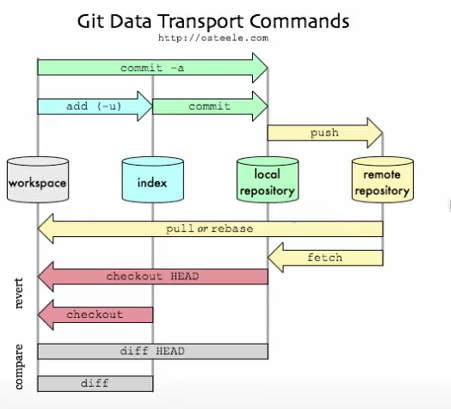 Git Data Transport Commands
http://osteele.com
commit -a
add (-u)
commit
push
workspace
index
local
repository
remote
repository
pull or rebase
fetch
revert
checkout HEAD
checkout
compare
diff HEAD
diff